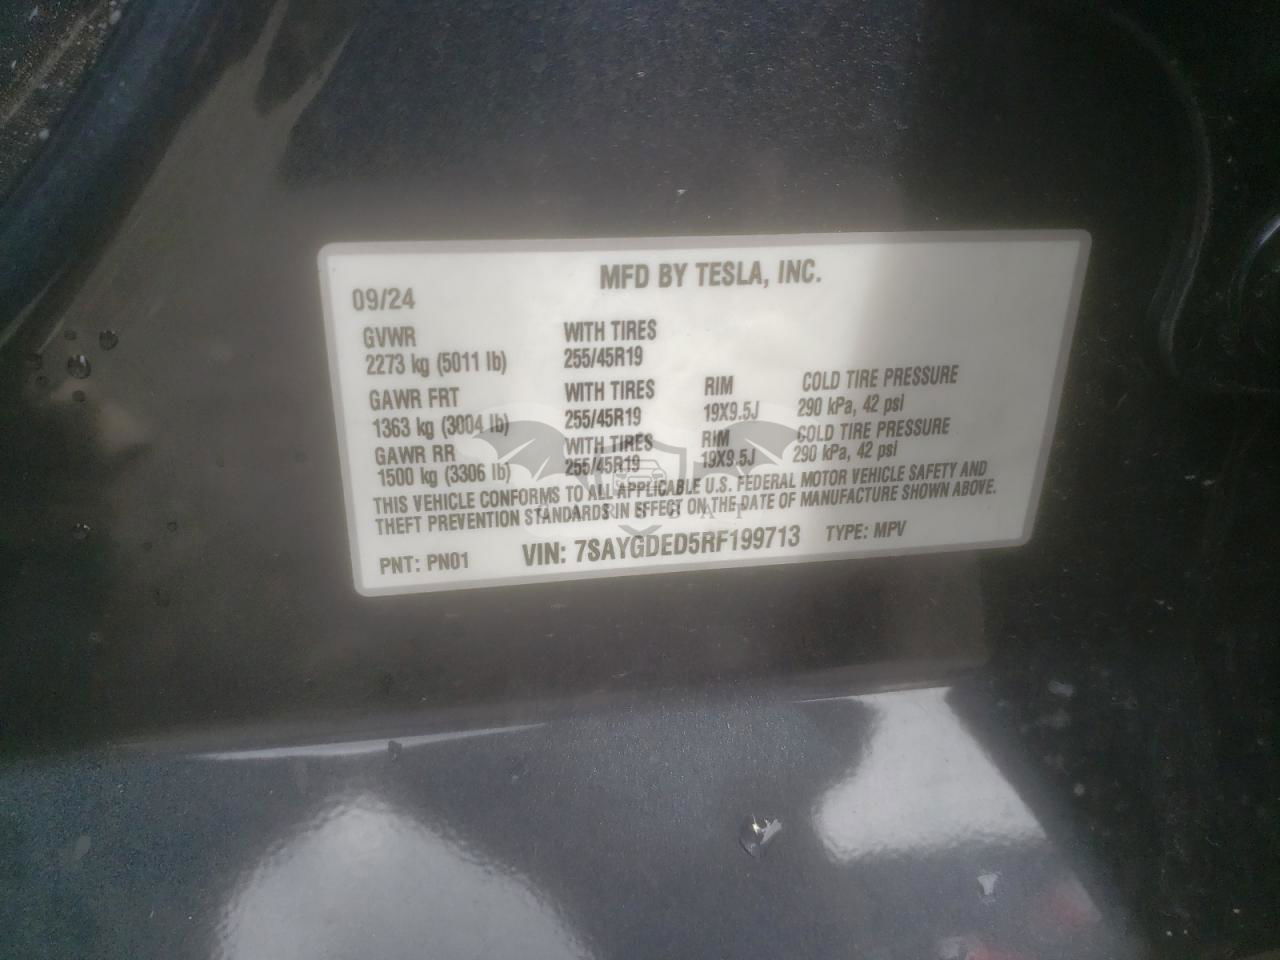 MFD BY TESLA, INC.
09/24
GVWR WITH TIRES
2273 kg (5011 lb) 255/45R19
GAWR FRT WITH TIRES RIM COLD TIRE PRESSURE
1363 kg (3004 lb) 255/45R19 19X9.5J 290 kPa, 42 psi
GAWR RR WITH TIRES RIM COLD TIRE PRESSURE
1500 kg (3306 lb) 255/45R19 19X9.5J 290 kPa, 42 psi
THIS VEHICLE CONFORMS TO ALL APPLICABLE U.S. FEDERAL MOTOR VEHICLE SAFETY AND
THEFT PREVENTION STANDARDS IN EFFECT ON THE DATE OF MANUFACTURE SHOWN ABOVE.
PNT: PN01 VIN: 7SAYGDED5RF199713 TYPE: MPV